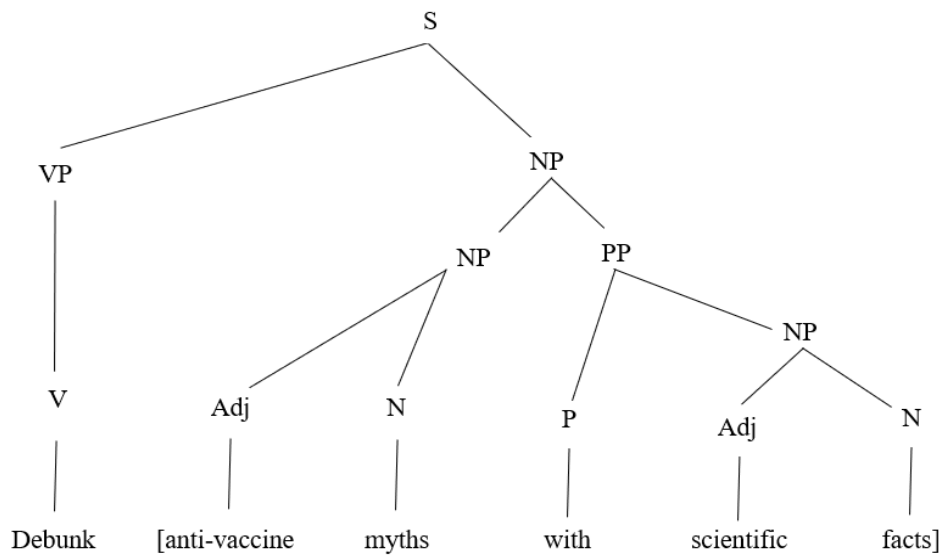 S
VP NP
NP PP
NP
V Adj N P Adj N
Debunk [anti-vaccine myths with scientific facts]